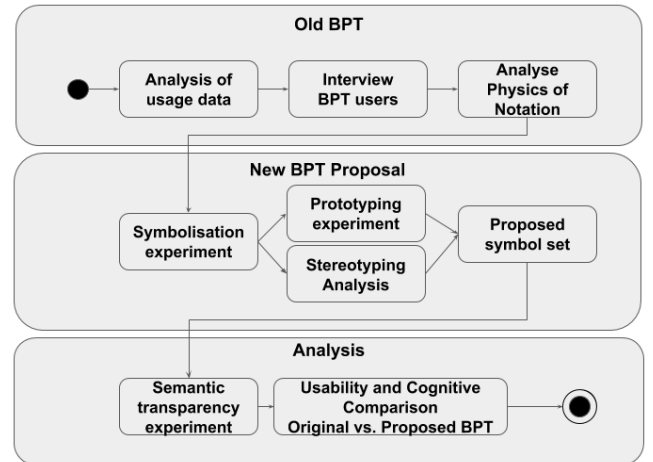 Old BPT
Analysis of
usage data
Interview
BPT users
Analyse
Physics of
Notation
New BPT Proposal
Symbolisation
experiment
Prototyping
experiment
Stereotyping
Analysis
Proposed
symbol set
Analysis
Semantic
transparency
experiment
Usability and Cognitive
Comparison
Original vs. Proposed BPT